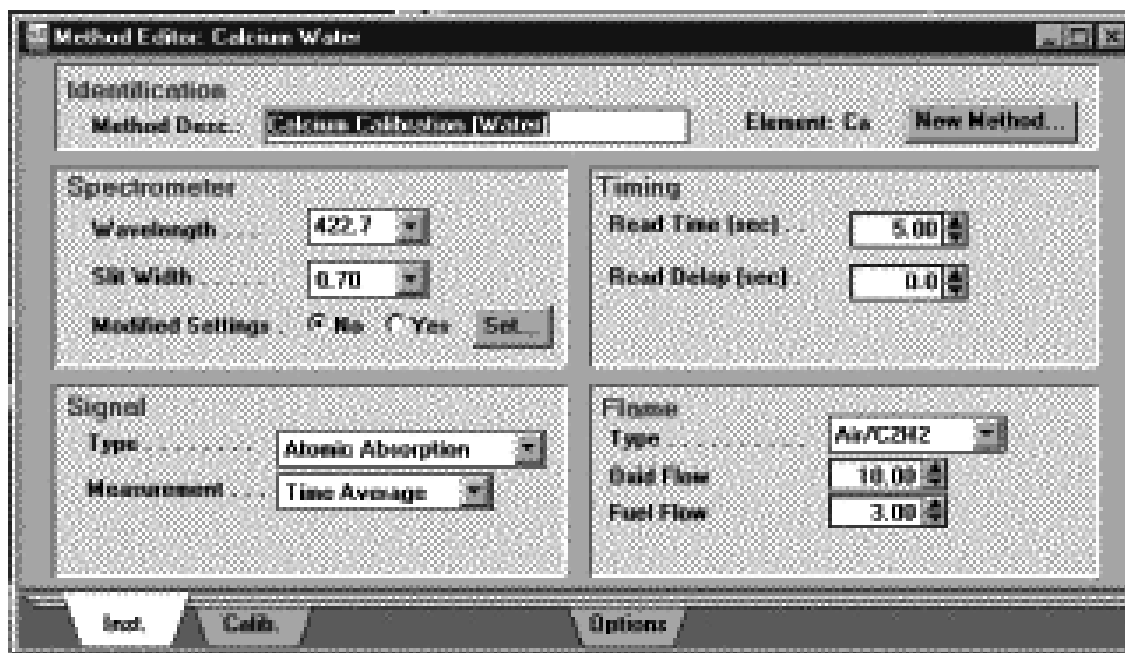 Method Editor: Calcium Water
Identification
Method Desc.: Calcium Calibration (Water) Element: Ca New Method...
Spectrometer
Wavelength . . . 422.7
Slit Width . . . . . 0.70
Modified Settings . No Yes Set...
Timing
Read Time (sec) . . 5.00
Read Delay (sec) . 0.0
Signal
Type . . . . . . . . Atomic Absorption
Measurement . . . Time Average
Flame
Type . . . . . . . . . . Air/C2H2
Oxid Flow 10.00
Fuel Flow 3.00
Inst. Calib. Options